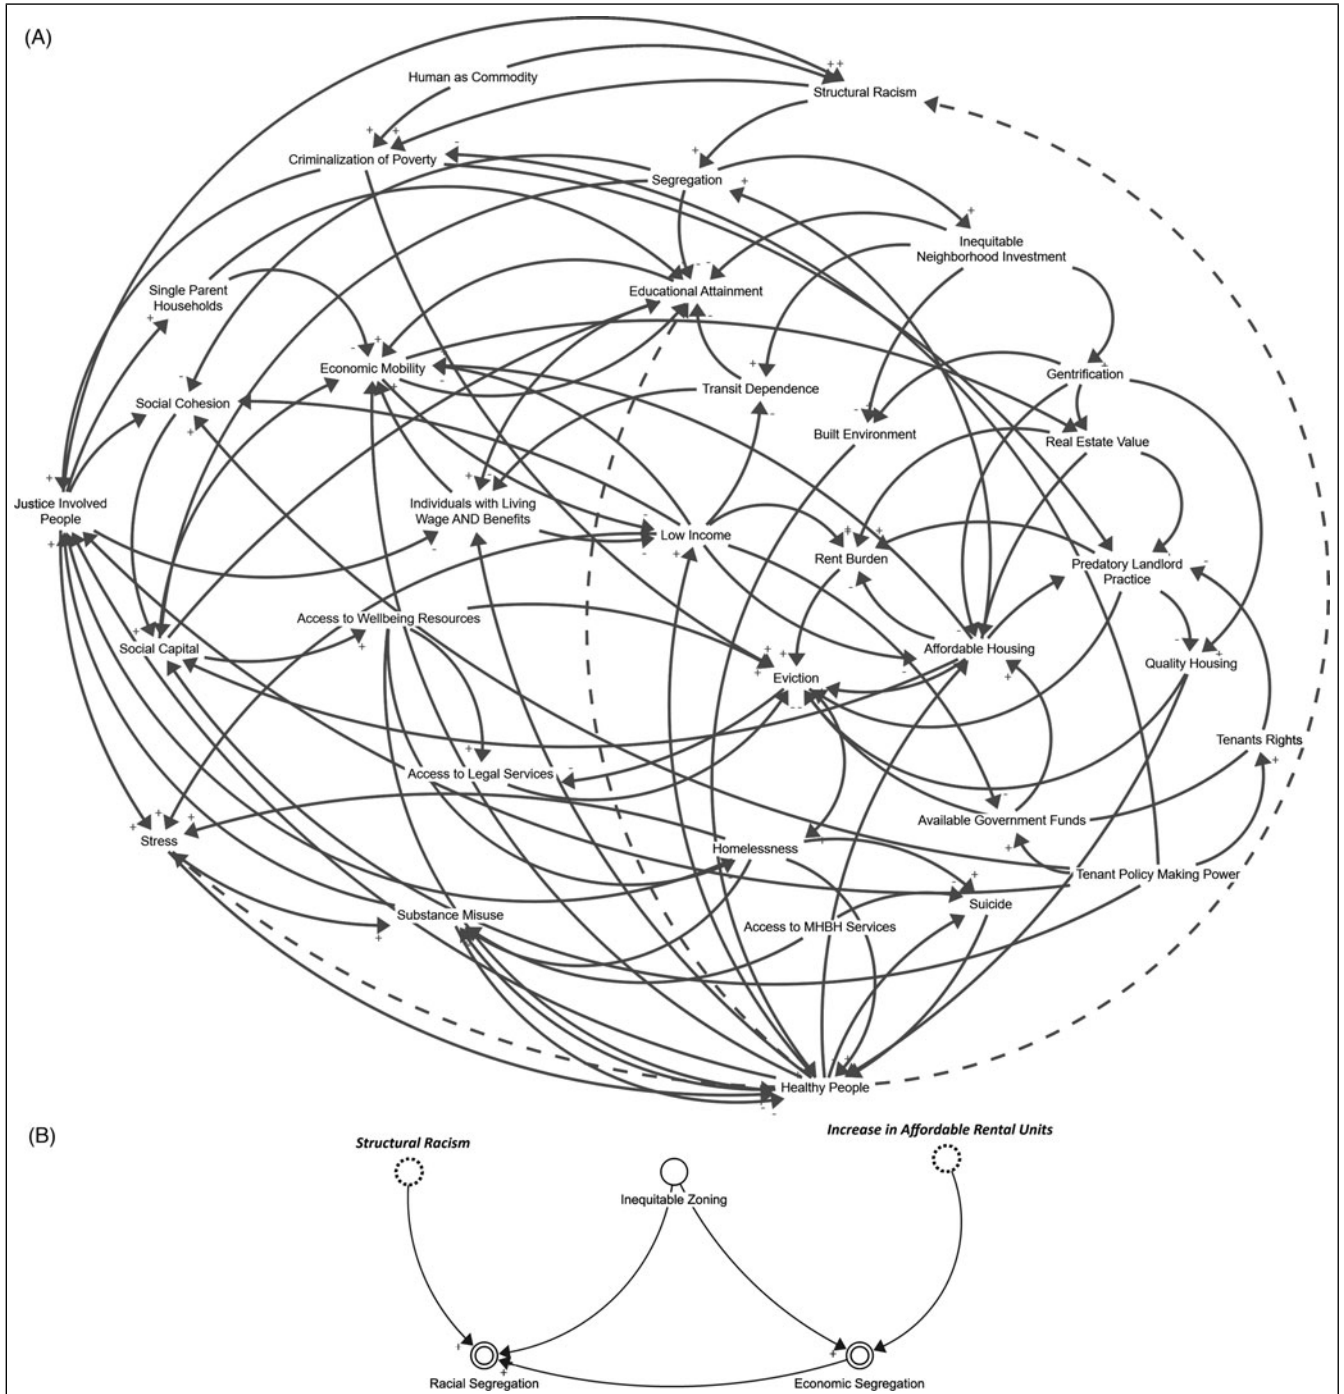 (A)
Human as Commodity
Structural Racism
Criminalization of Poverty
Segregation
Inequitable
Neighborhood Investment
Single Parent
Households
Educational Attainment
Economic Mobility
Transit Dependence
Gentrification
Social Cohesion
Built Environment
Real Estate Value
Justice Involved
People
Individuals with Living
Wage AND Benefits
Low Income
Rent Burden
Predatory Landlord
Practice
Access to Wellbeing Resources
Social Capital
Affordable Housing
Quality Housing
Eviction
Tenants Rights
Access to Legal Services
Available Government Funds
Stress
Homelessness
Tenant Policy Making Power
Suicide
Substance Misuse
Access to MHBH Services
Healthy People
(B)
Structural Racism
Increase in Affordable Rental Units
Inequitable Zoning
Racial Segregation
Economic Segregation